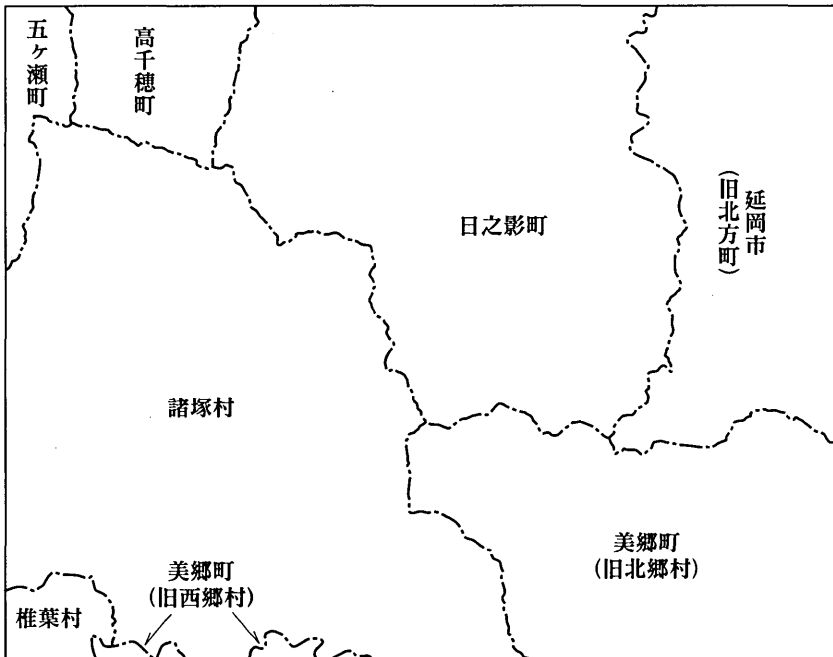 五ヶ瀬町
高千穂町
日之影町
延岡市
(旧北方町)
諸塚村
美郷町
(旧北郷村)
美郷町
(旧西郷村)
椎葉村